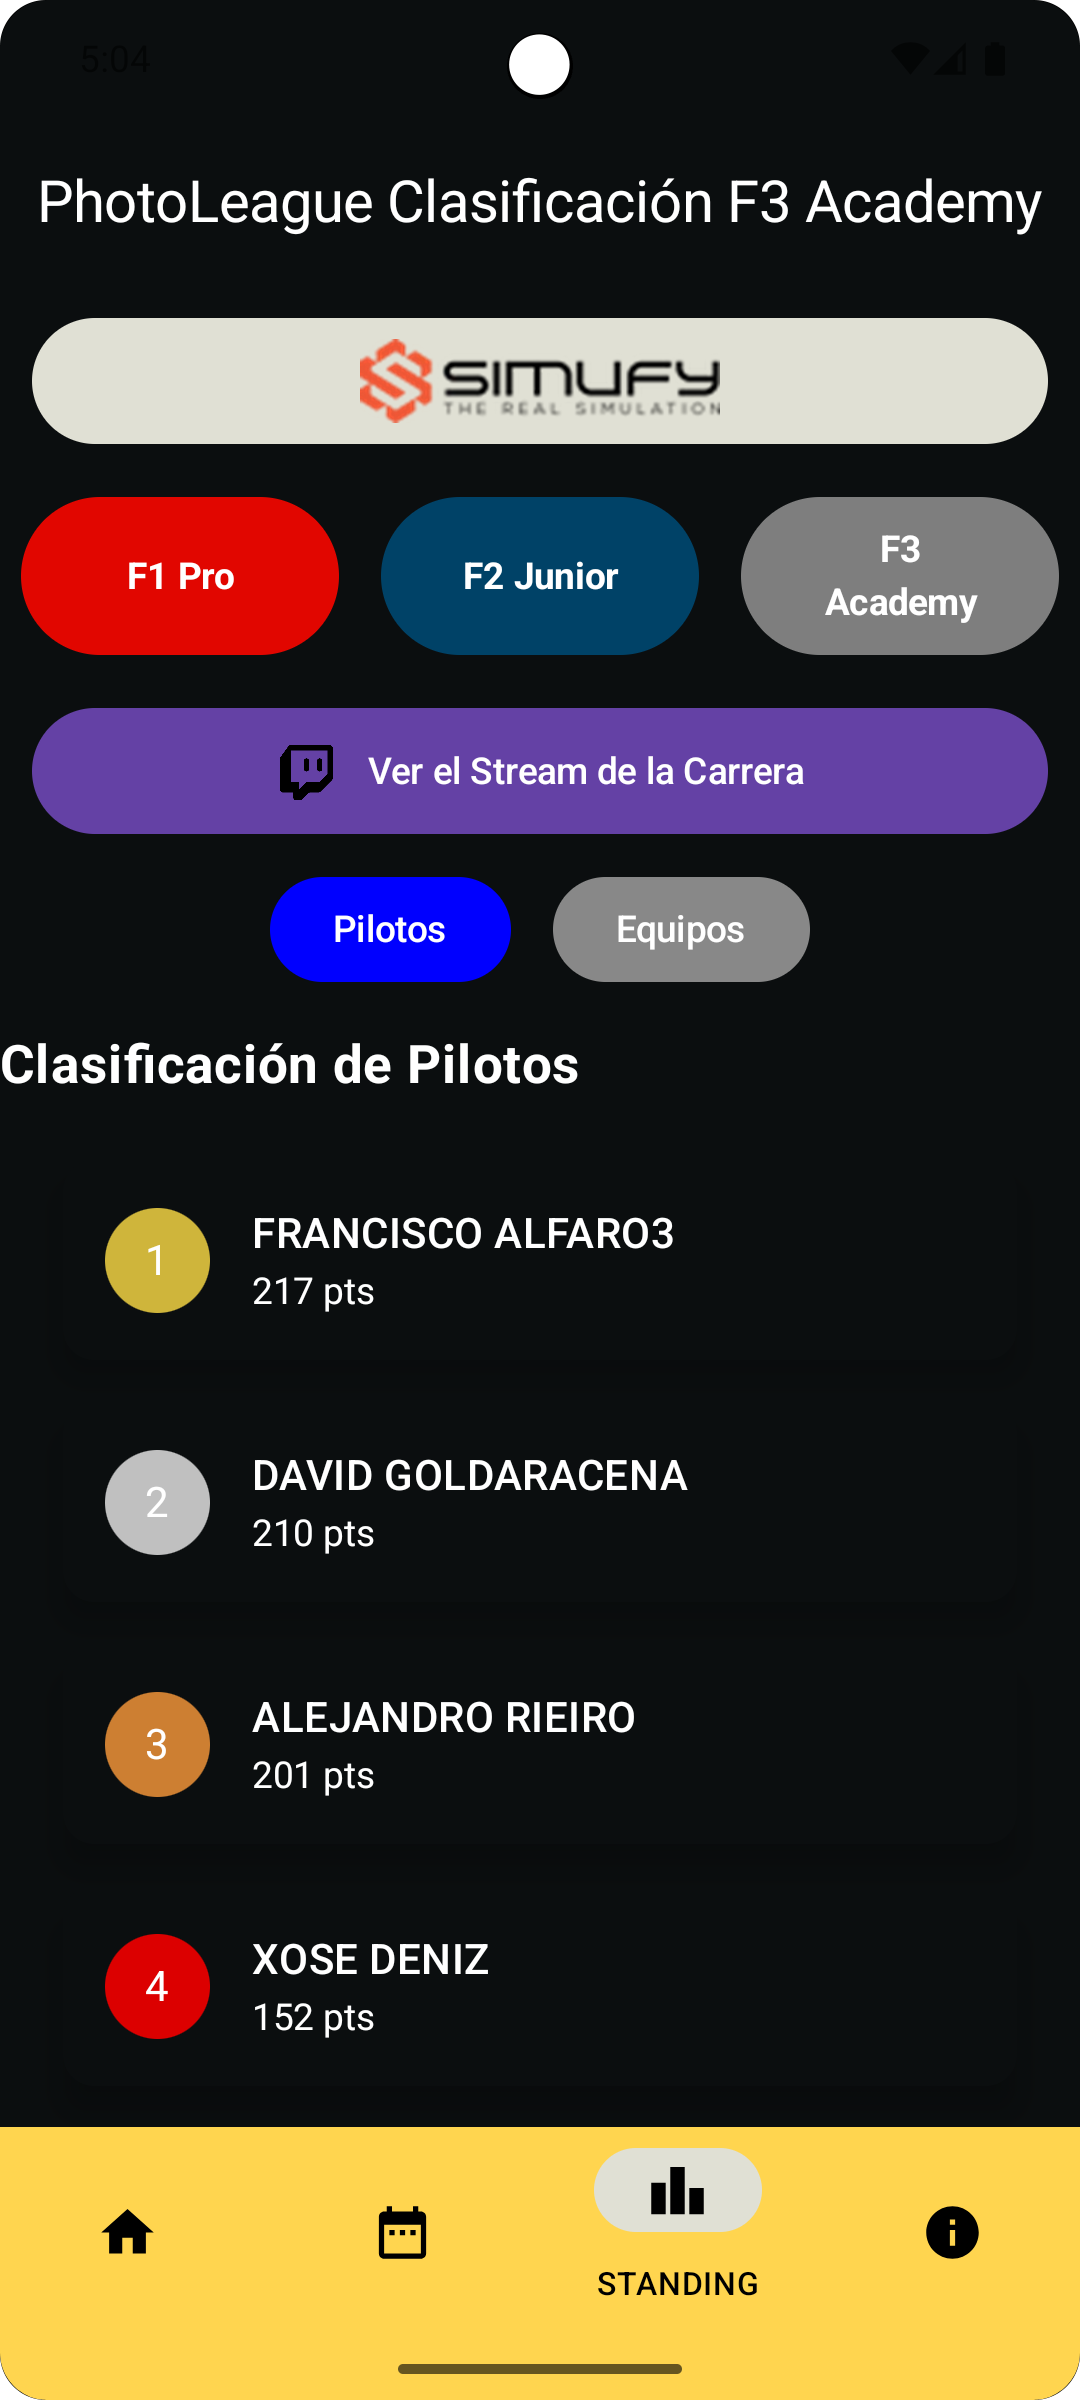 5:04
PhotoLeague Clasificación F3 Academy
SIMUFY
THE REAL SIMULATION
F1 Pro
F2 Junior
F3
Academy
Ver el Stream de la Carrera
Pilotos
Equipos
Clasificación de Pilotos
1
FRANCISCO ALFARO3
217 pts
2
DAVID GOLDARACENA
210 pts
3
ALEJANDRO RIEIRO
201 pts
4
XOSE DENIZ
152 pts
STANDING